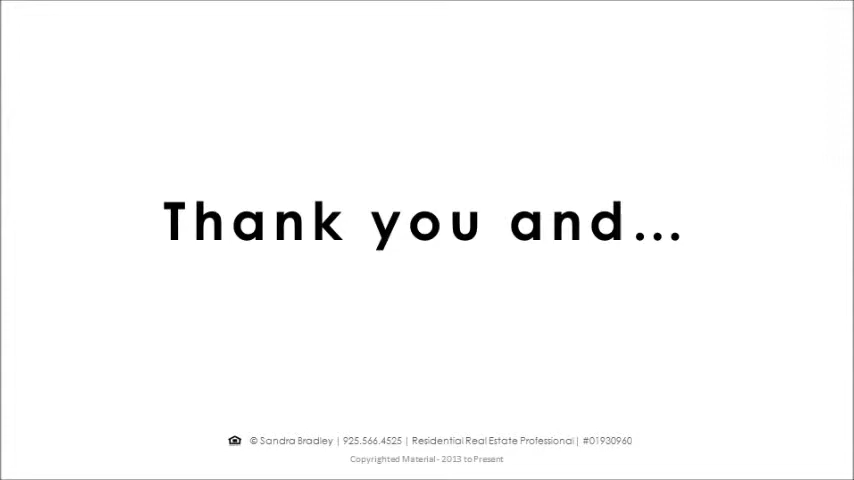 Thank you and...
© Sandra Bradley | 925.566.4525 | Residential Real Estate Professional | #01930960
Copyrighted Material - 2013 to Present